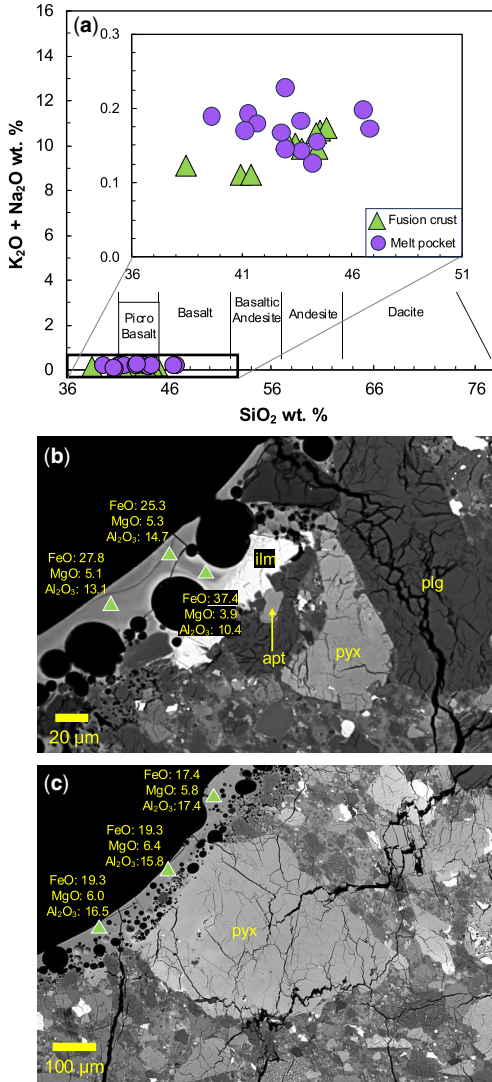 (a)
16
14
12
10
8
6
4
2
0
K₂O + Na₂O wt. %
0.3
0.2
0.1
0.0
36 41 46 51
Fusion crust
Melt pocket
Picro Basalt
Basalt
Basaltic Andesite
Andesite
Dacite
36 46 56 66 76
SiO₂ wt. %
(b)
FeO: 25.3
MgO: 5.3
Al₂O₃: 14.7
FeO: 27.8
MgO: 5.1
Al₂O₃: 13.1
FeO: 37.4
MgO: 3.9
Al₂O₃: 10.4
ilm
plg
apt
pyx
20 µm
(c)
FeO: 17.4
MgO: 5.8
Al₂O₃:17.4
FeO: 19.3
MgO: 6.4
Al₂O₃:15.8
FeO: 19.3
MgO: 6.0
Al₂O₃: 16.5
pyx
100 µm